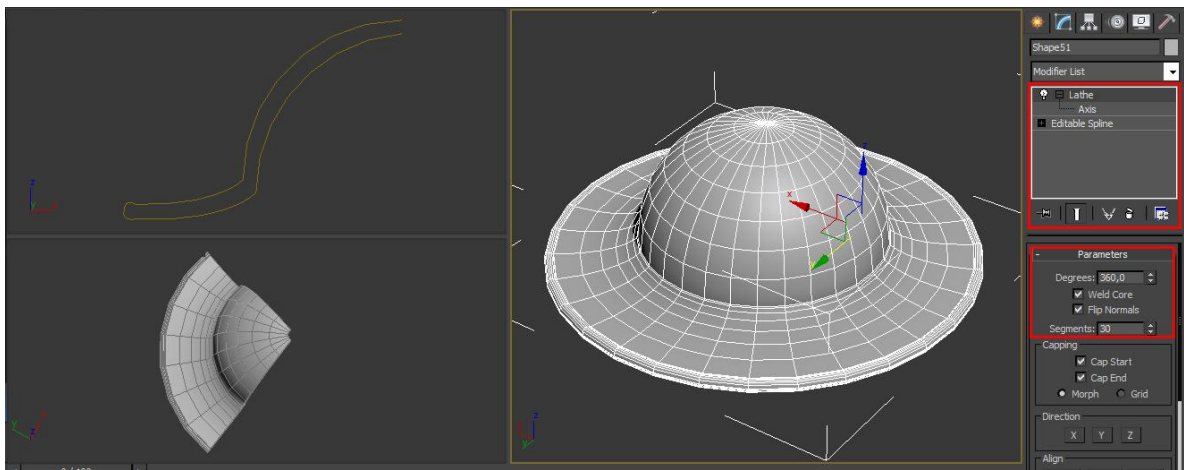 Shape51
Modifier List
Lathe
Axis
Editable Spline
Parameters
Degrees: 360,0
Weld Core
Flip Normals
Segments: 30
Capping
Cap Start
Cap End
Morph Grid
Direction
X Y Z
Align
z
x
z
y x
z
x
y
z
x
y